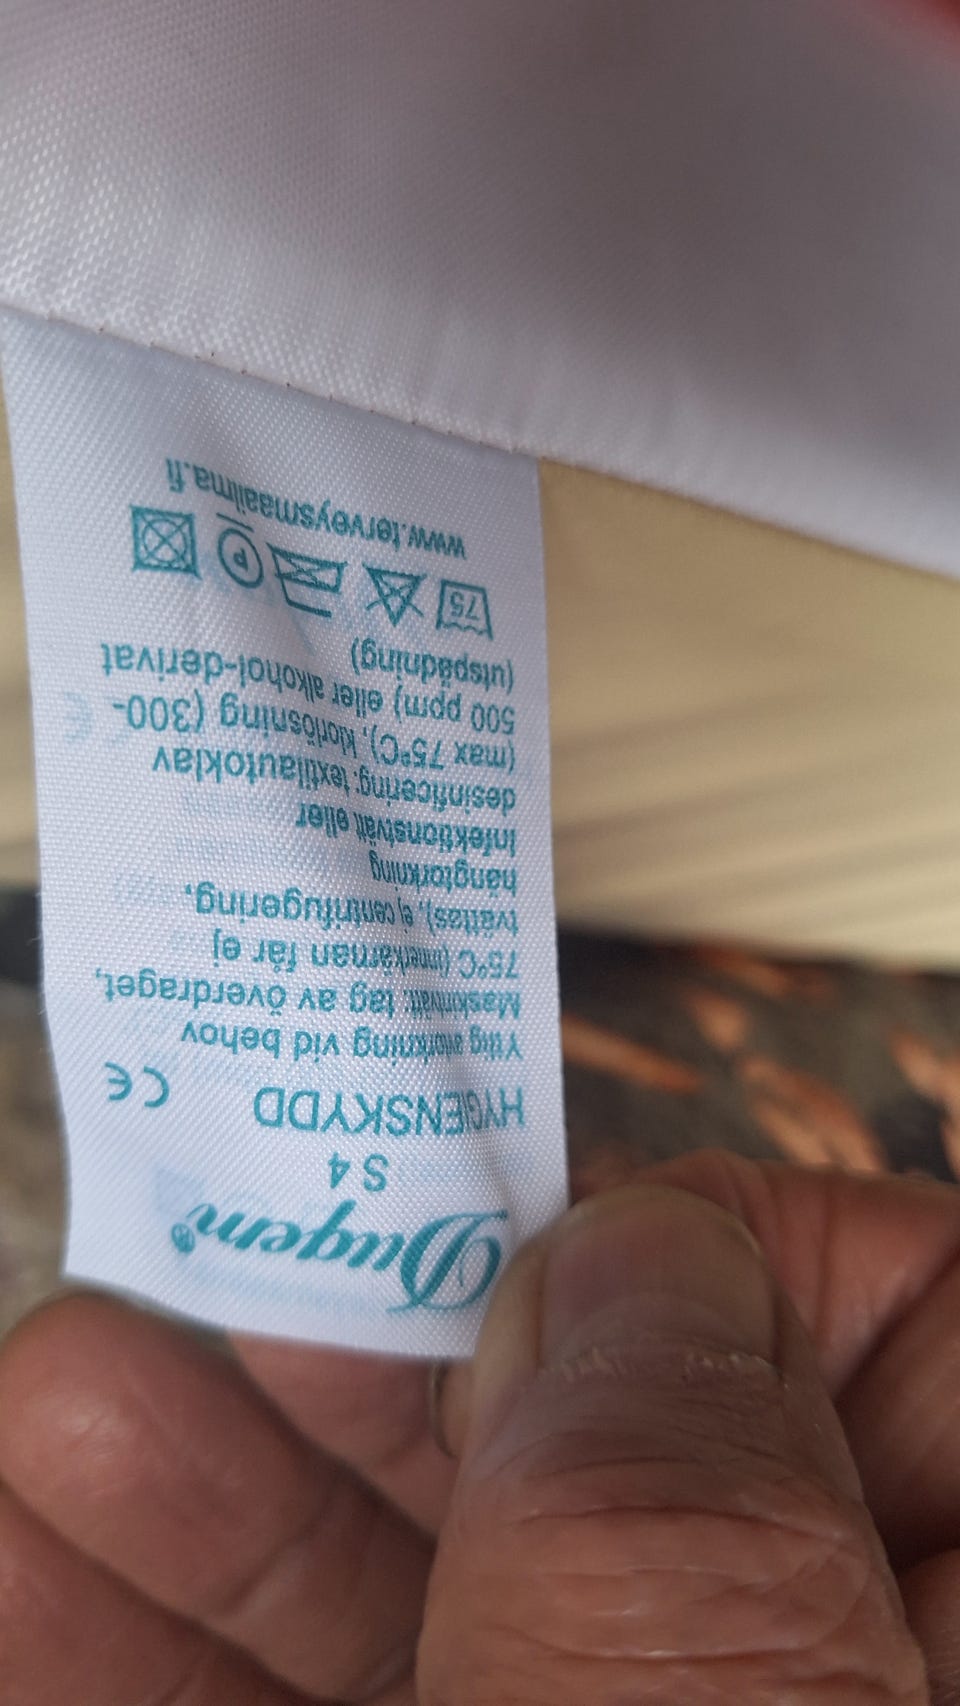 Dugem®
S 4
HYGIENSKYDD CE
Ytlig avtorkning vid behov
Maskintvätt: tag av överdraget,
75°C (innerkärnan får ej
tvättas), ej centrifugering,
hängtorkning
Infektionstvätt eller
desinficering: textilautoklav
(max 75°C), klorlösning (300-
500 ppm) eller alkohol-derivat
(utspädning)
75 P
www.terveysmaailma.fi